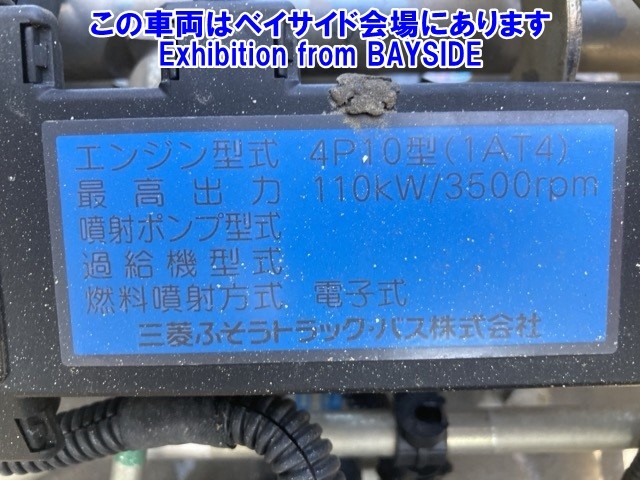 この車両はベイサイド会場にあります
Exhibition from BAYSIDE
エンジン型式 4P10型(1AT4)
最高出力 110kW/3500rpm
噴射ポンプ型式
過給機型式
燃料噴射方式 電子式
三菱ふそうトラック・バス株式会社